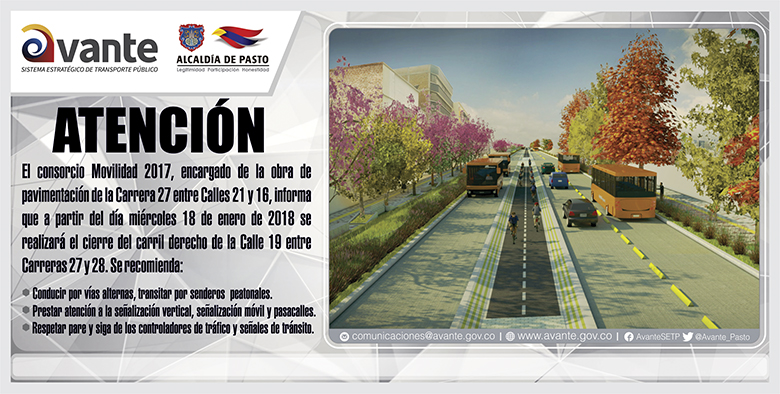 avante
SISTEMA ESTRATÉGICO DE TRANSPORTE PÚBLICO
ALCALDÍA DE PASTO
Legitimidad Participación Honestidad
ATENCIÓN
El consorcio Movilidad 2017, encargado de la obra de
pavimentación de la Carrera 27 entre Calles 21 y 16, informa
que a partir del día miércoles 18 de enero de 2018 se
realizará el cierre del carril derecho de la Calle 19 entre
Carreras 27 y 28. Se recomienda:
Conducir por vías alternas, transitar por senderos peatonales.
Prestar atención a la señalización vertical, señalización móvil y pasacalles.
Respetar pare y siga de los controladores de tráfico y señales de tránsito.
comunicaciones@avante.gov.co | www.avante.gov.co | AvanteSETP @Avante_Pasto